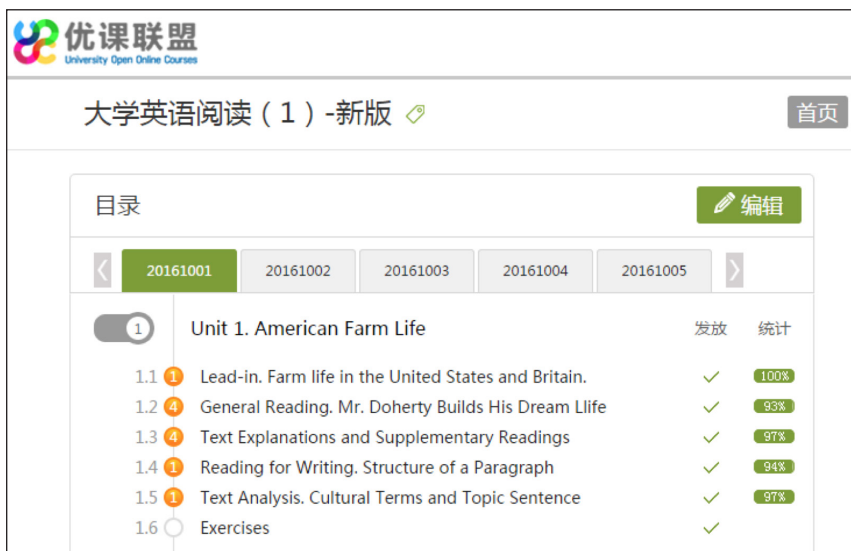 优课联盟
University Open Online Courses
大学英语阅读（1）-新版
首页
目录
编辑
20161001 20161002 20161003 20161004 20161005
1 Unit 1. American Farm Life 发放 统计
1.1 1 Lead-in. Farm life in the United States and Britain. 100%
1.2 4 General Reading. Mr. Doherty Builds His Dream Llife 93%
1.3 4 Text Explanations and Supplementary Readings 97%
1.4 1 Reading for Writing. Structure of a Paragraph 94%
1.5 1 Text Analysis. Cultural Terms and Topic Sentence 97%
1.6 Exercises